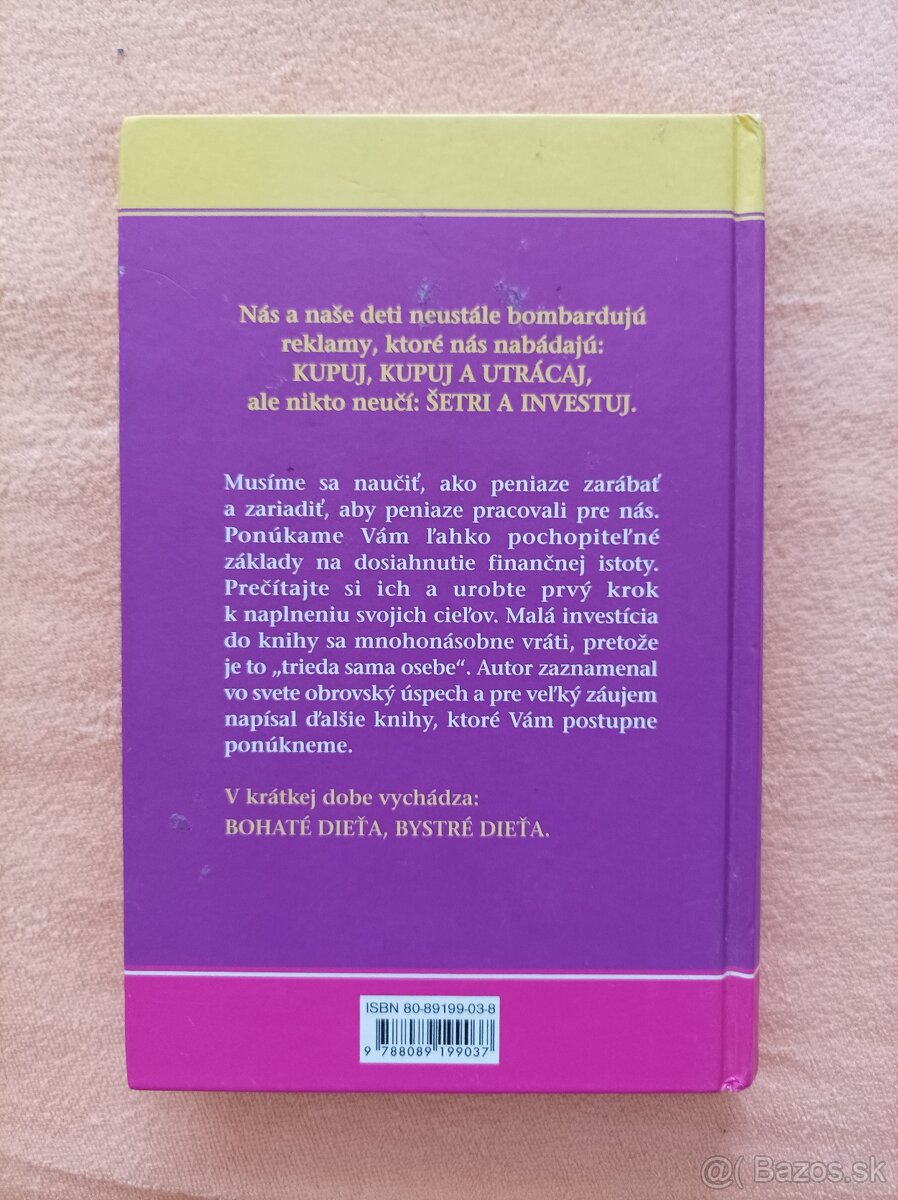 Nás a naše deti neustále bombardujú
reklamy, ktoré nás nabádajú:
KUPUJ, KUPUJ A UTRÁCAJ,
ale nikto neučí: ŠETRI A INVESTUJ.
Musíme sa naučiť, ako peniaze zarábať
a zariadiť, aby peniaze pracovali pre nás.
Ponúkame Vám ľahko pochopiteľné
základy na dosiahnutie finančnej istoty.
Prečítajte si ich a urobte prvý krok
k naplneniu svojich cieľov. Malá investícia
do knihy sa mnohonásobne vráti, pretože
je to „trieda sama osebe“. Autor zaznamenal
vo svete obrovský úspech a pre veľký záujem
napísal ďalšie knihy, ktoré Vám postupne
ponúkneme.
V krátkej dobe vychádza:
BOHATÉ DIEŤA, BYSTRÉ DIEŤA.
ISBN 80-89199-03-8
9 788089 199037
@( Bazos.sk